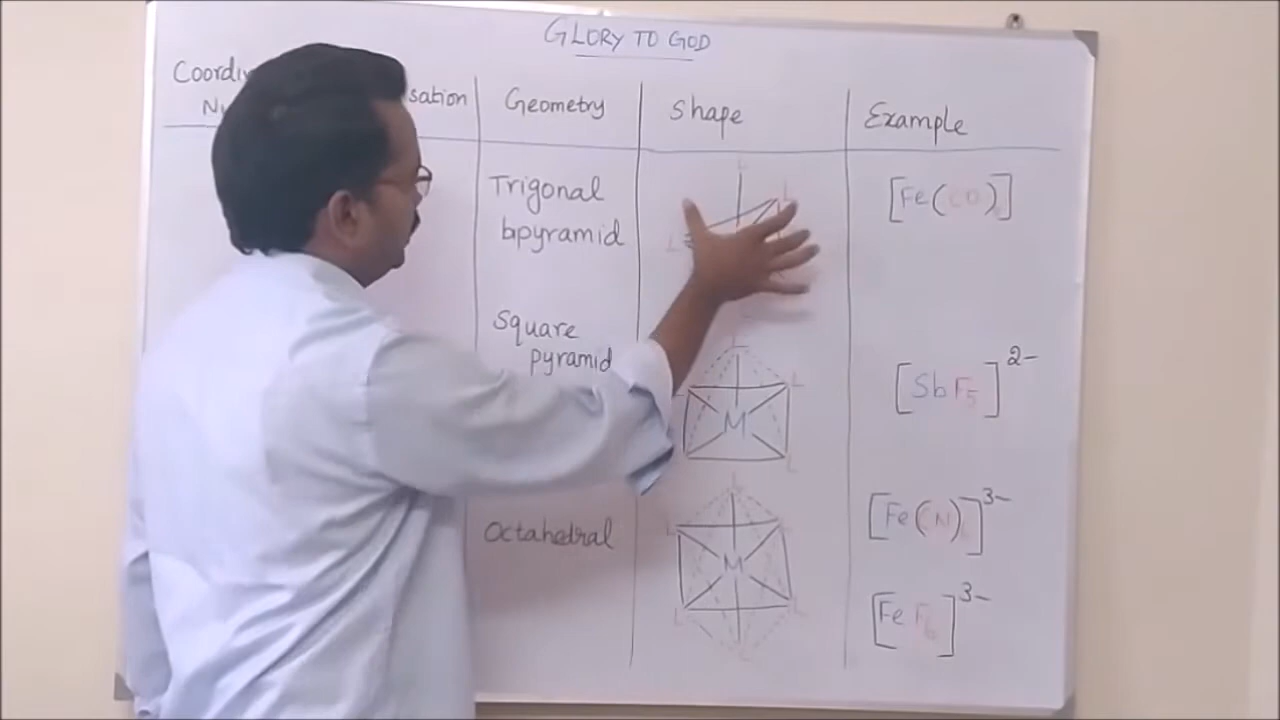 GLORY TO GOD
sation Geometry Shape Example
Trigonal
bipyramid
[Fe(CO)]
Square
pyramid
L
L
M
L
[SbF5]2-
Octahedral
L
M
L
[Fe(CN)]3-
[FeF6]3-